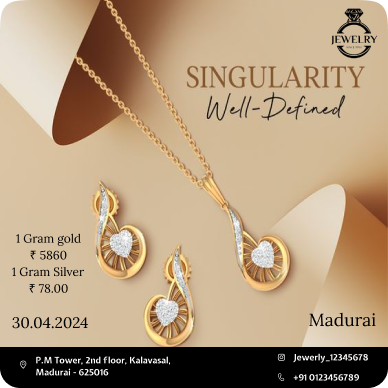 JEWELRY
SINGULARITY
Well-Defined
1 Gram gold
₹ 5860
1 Gram Silver
₹ 78.00
30.04.2024
Madurai
P.M Tower, 2nd floor, Kalavasal,
Madurai - 625016
Jewerly_12345678
+91 0123456789